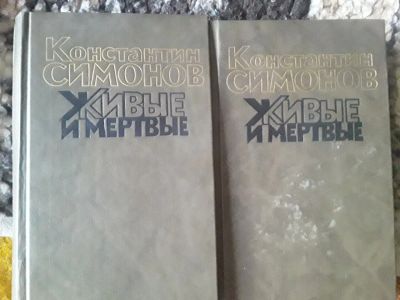 Константин
СИМОНОВ
ЖИВЫЕ
И МЕРТВЫЕ
Константин
СИМОНОВ
ЖИВЫЕ
И МЕРТВЫЕ